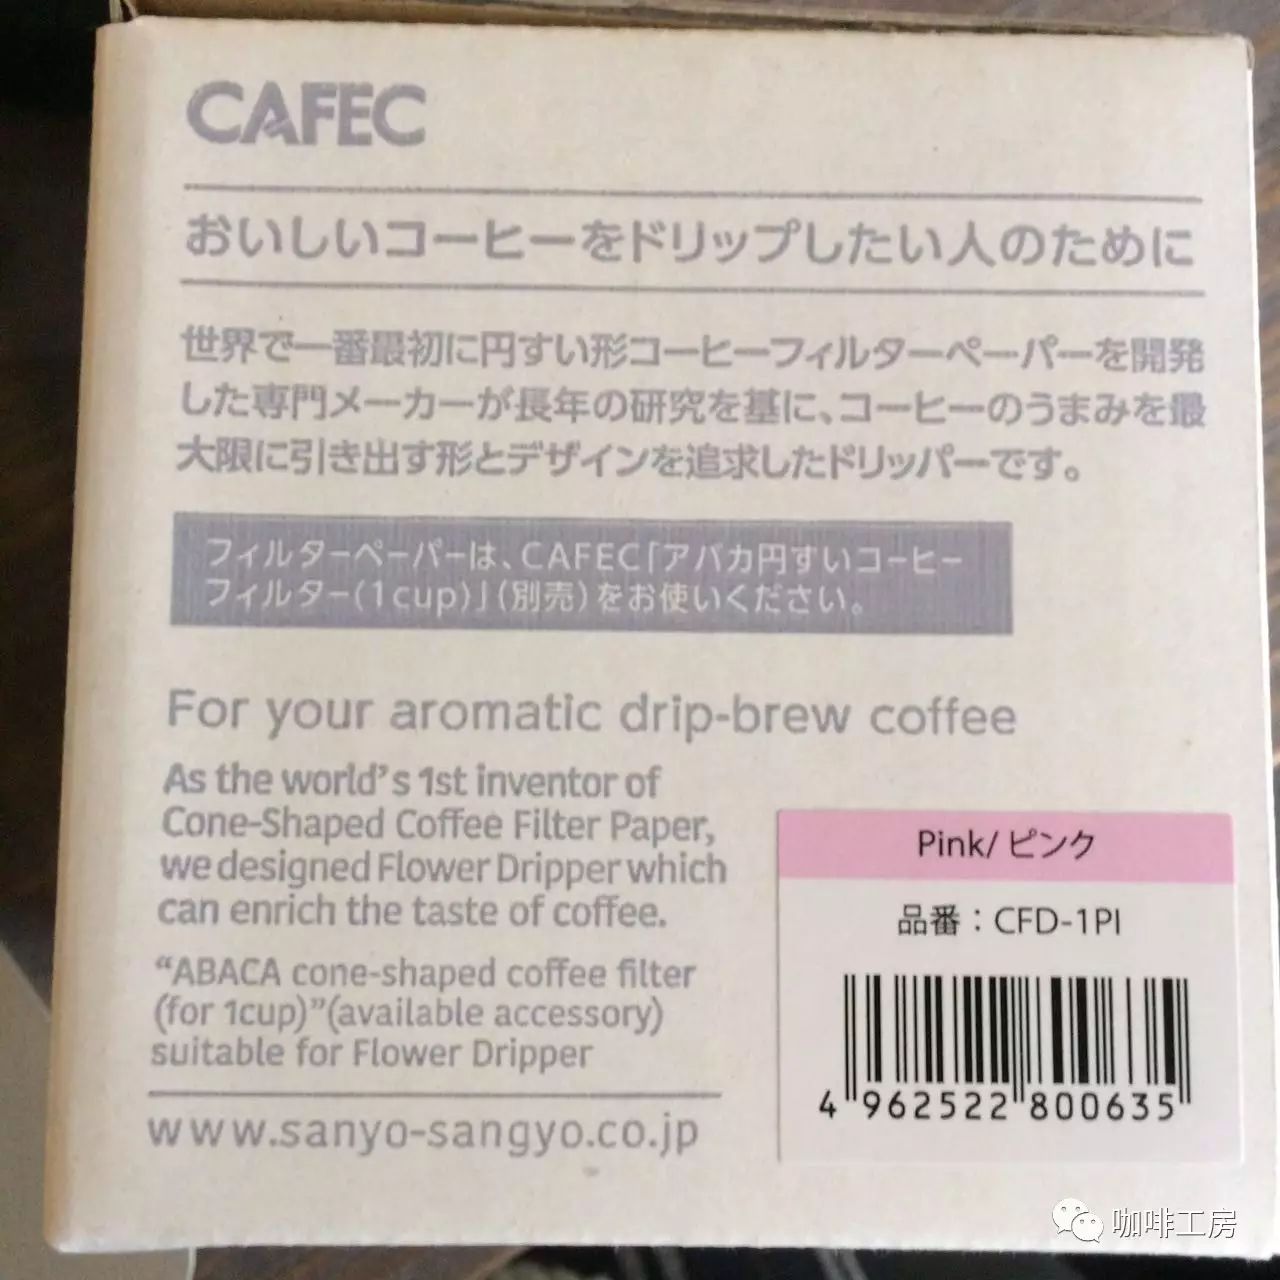 CAFEC
おいしいコーヒーをドリップしたい人のために
世界で一番最初に円すい形コーヒーフィルターペーパーを開発
した専門メーカーが長年の研究を基に、コーヒーのうまみを最
大限に引き出す形とデザインを追求したドリッパーです。
フィルターペーパーは、CAFEC「アバカ円すいコーヒー
フィルター(1cup)」(別売)をお使いください。
For your aromatic drip-brew coffee
As the world's 1st inventor of
Cone-Shaped Coffee Filter Paper,
we designed Flower Dripper which
can enrich the taste of coffee.
“ABACA cone-shaped coffee filter
(for 1cup)”(available accessory)
suitable for Flower Dripper
www.sanyo-sangyo.co.jp
Pink/ピンク
品番：CFD-1PI
4 962522 800635
咖啡工房